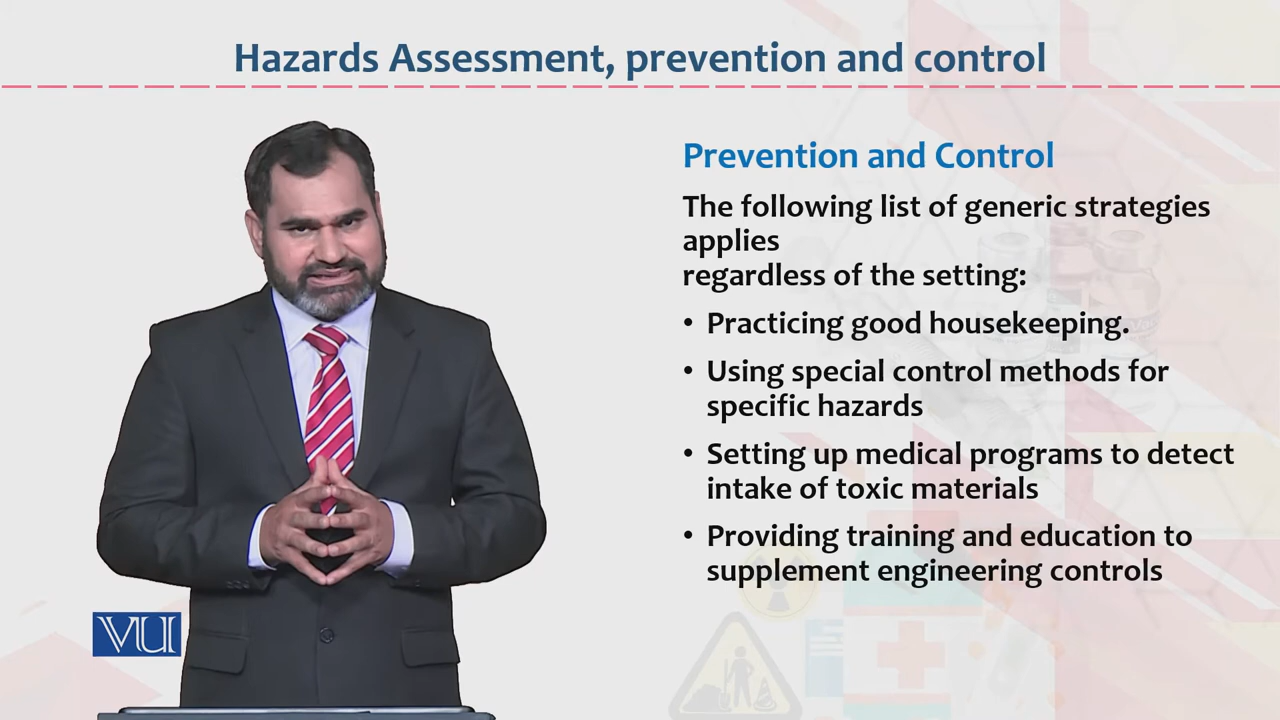 Hazards Assessment, prevention and control
Prevention and Control
The following list of generic strategies
applies
regardless of the setting:
• Practicing good housekeeping.
• Using special control methods for
specific hazards
• Setting up medical programs to detect
intake of toxic materials
• Providing training and education to
supplement engineering controls
VU